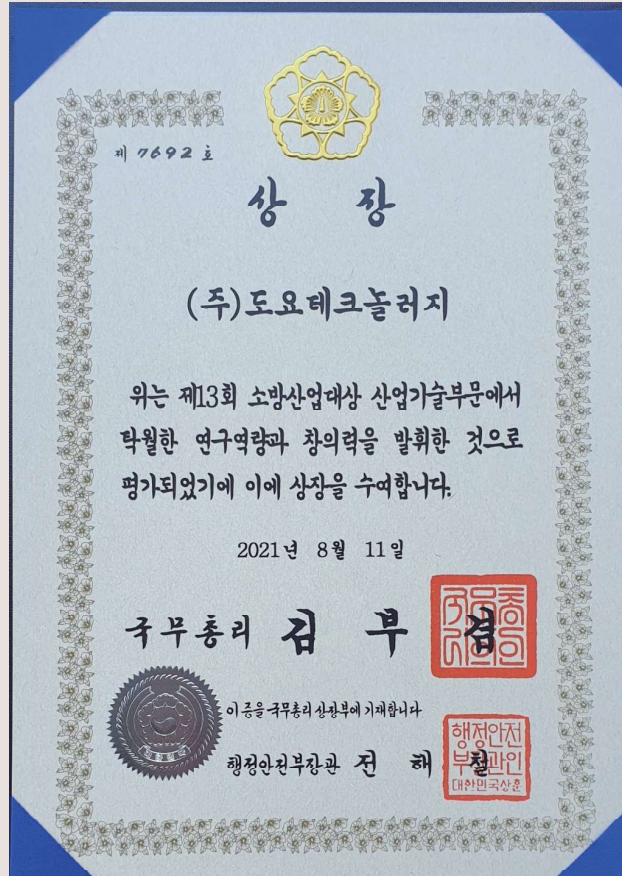 제 7692 호
상 장
(주)도요테크놀러지
위는 제13회 소방산업대상 산업기술부문에서
탁월한 연구역량과 창의력을 발휘한 것으로
평가되었기에 이에 상장을 수여합니다.
2021년 8월 11일
국무총리 김 부 겸
이 증을 국무총리 상장부에 기재합니다
행정안전부장관 전 해 철
행정안전
부장관인
대한민국상훈